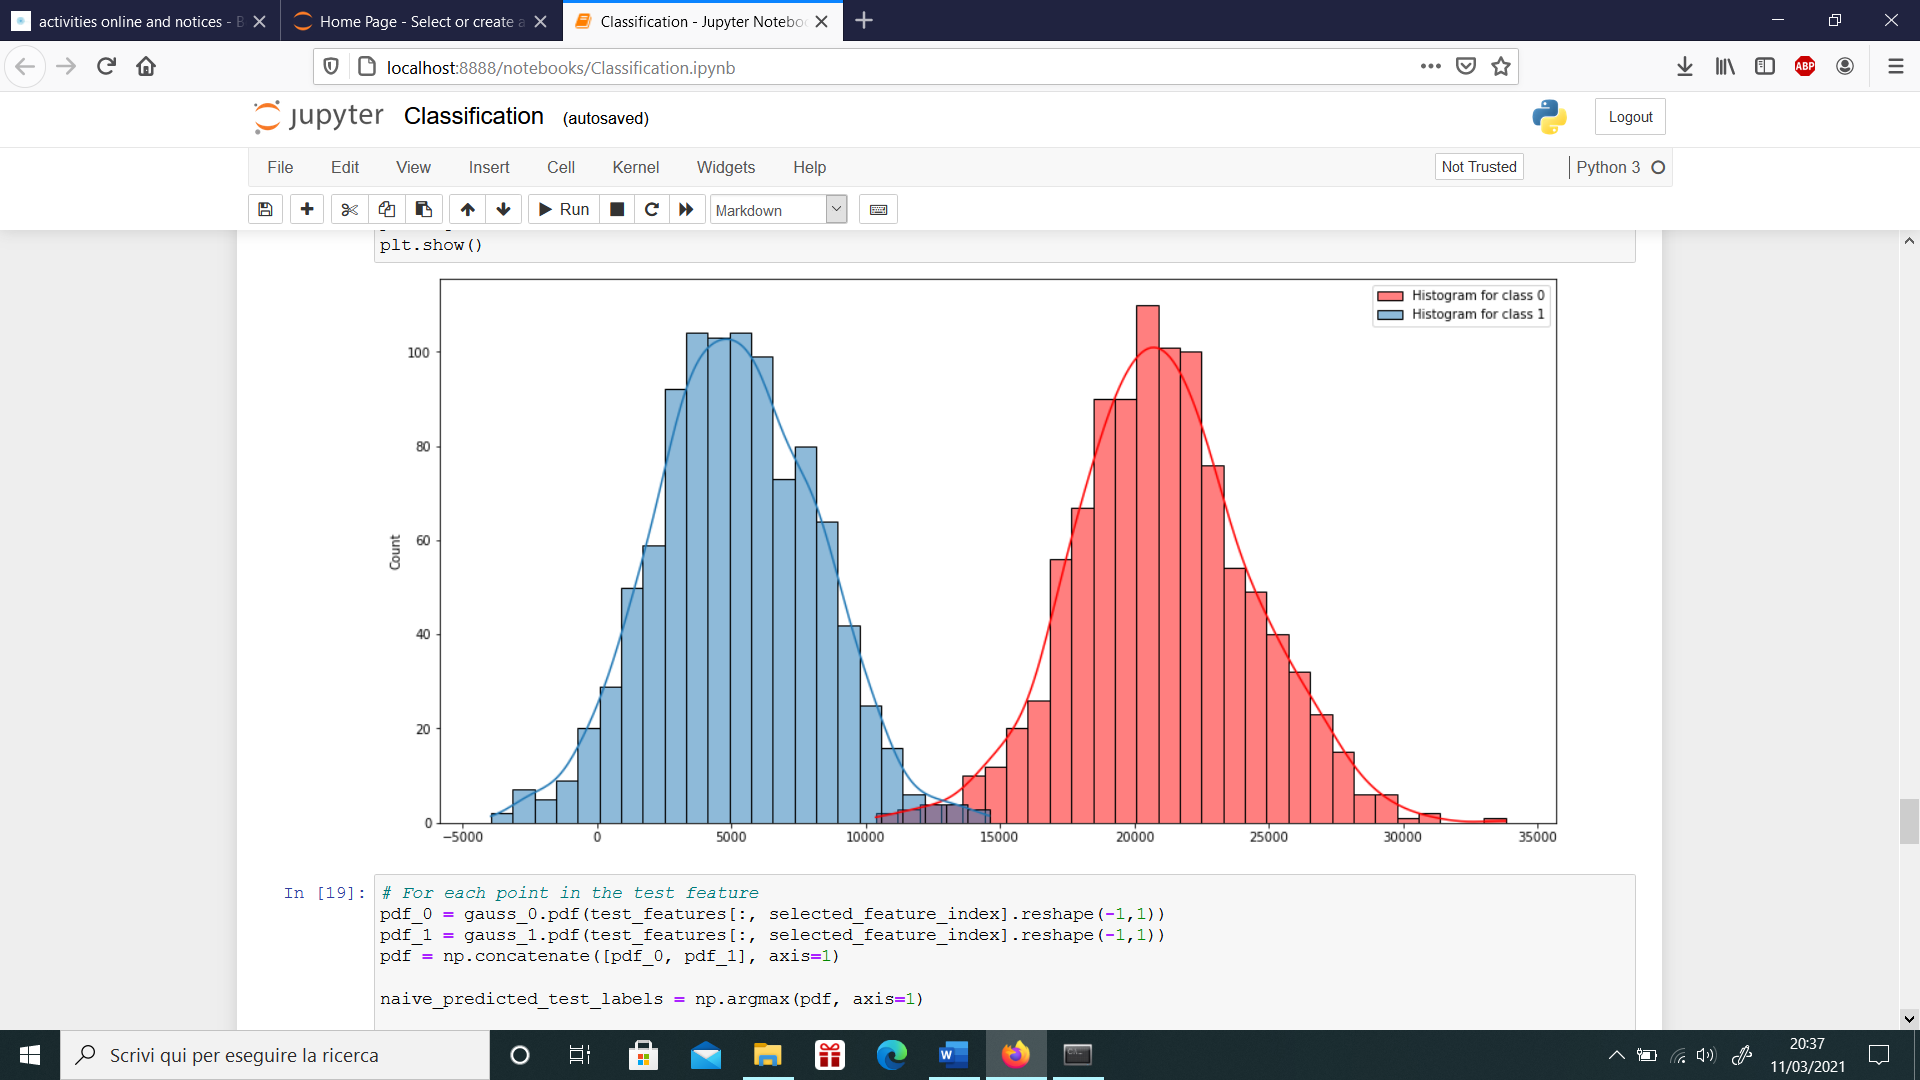 activities online and notices - B
Home Page - Select or create a
Classification - Jupyter Notebo
localhost:8888/notebooks/Classification.ipynb
ABP
jupyter Classification (autosaved)
Logout
File Edit View Insert Cell Kernel Widgets Help
Not Trusted
Python 3
Run
Markdown
plt.show()
Histogram for class 0
Histogram for class 1
100
80
60
40
20
0
Count
−5000 0 5000 10000 15000 20000 25000 30000 35000
In [19]:
# For each point in the test feature
pdf_0 = gauss_0.pdf(test_features[:, selected_feature_index].reshape(-1,1))
pdf_1 = gauss_1.pdf(test_features[:, selected_feature_index].reshape(-1,1))
pdf = np.concatenate([pdf_0, pdf_1], axis=1)
naive_predicted_test_labels = np.argmax(pdf, axis=1)
Scrivi qui per eseguire la ricerca
20:37
11/03/2021